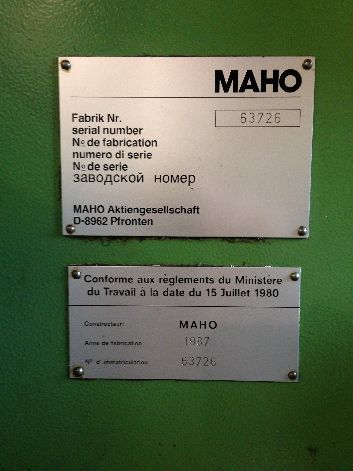 MAHO
Fabrik Nr. 63726
serial number
No de fabrication
numero di serie
No de serie
заводской номер
MAHO Aktiengesellschaft
D-8962 Pfronten
Conforme aux règlements du Ministère
du Travail à la date du 15 Juillet 1980
Constructeur: MAHO
Anne de fabrication 1987
N° d' immatriculation 63726